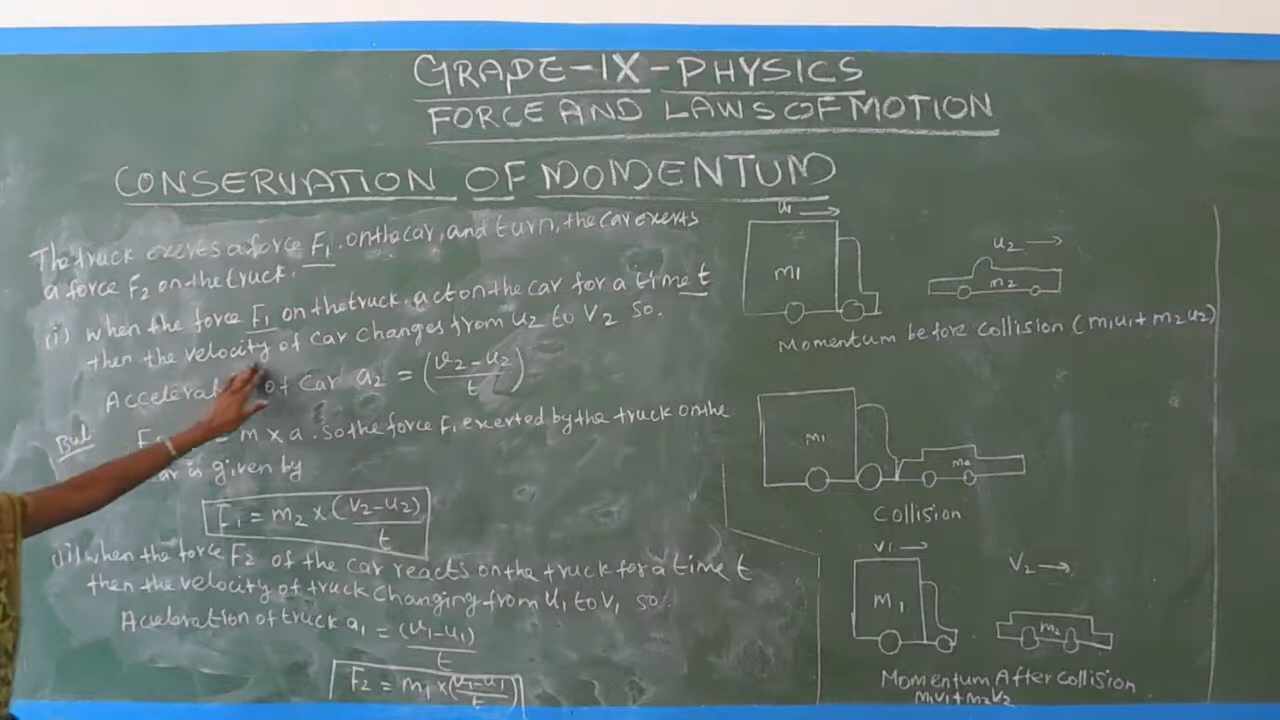 GRADE-IX-PHYSICS
FORCE AND LAWS OF MOTION
CONSERVATION OF MOMENTUM
The truck exerts a force F1. on the car, and turn, the car exerts
a force F2 on the truck.
(i) when the force F1 on the truck. act on the car for a time t
then the velocity of car changes from u2 to V2 so.
of car a2 = (v2-u2)/t
But
= m x a. So the force F1 exerted by the truck on the
is given by
F1 = m2 x (V2-u2)/t
(ii) when the force F2 of the car reacts on the truck for a time t
then the velocity of truck changing from u1 to V1 so.
Acceleration of truck a1 = (v1-u1)/t
F2 = m1 x (v1-u1)/t
u1
m1
u2
m2
Momentum before collision (m1u1+m2u2)
m1
m2
Collision
V1
m1
V2
m2
Momentum After collision
m1v1+m2v2